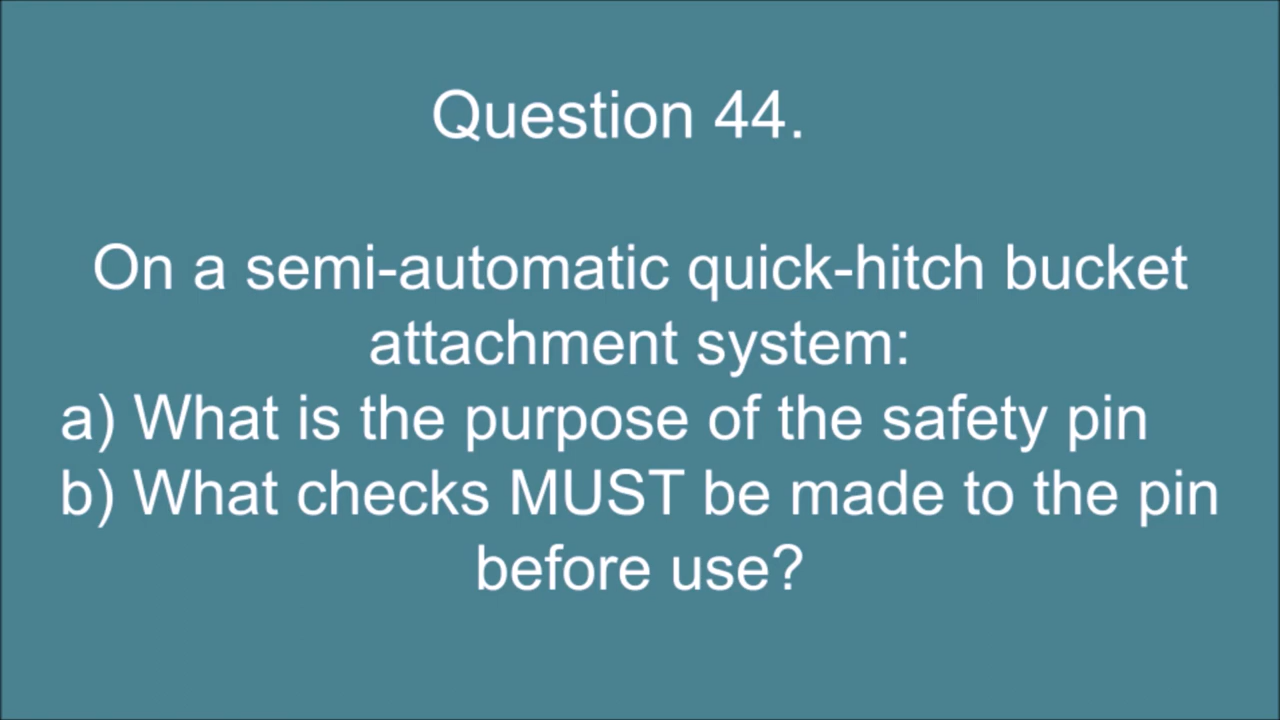 Question 44.
On a semi-automatic quick-hitch bucket
attachment system:
a) What is the purpose of the safety pin
b) What checks MUST be made to the pin
before use?